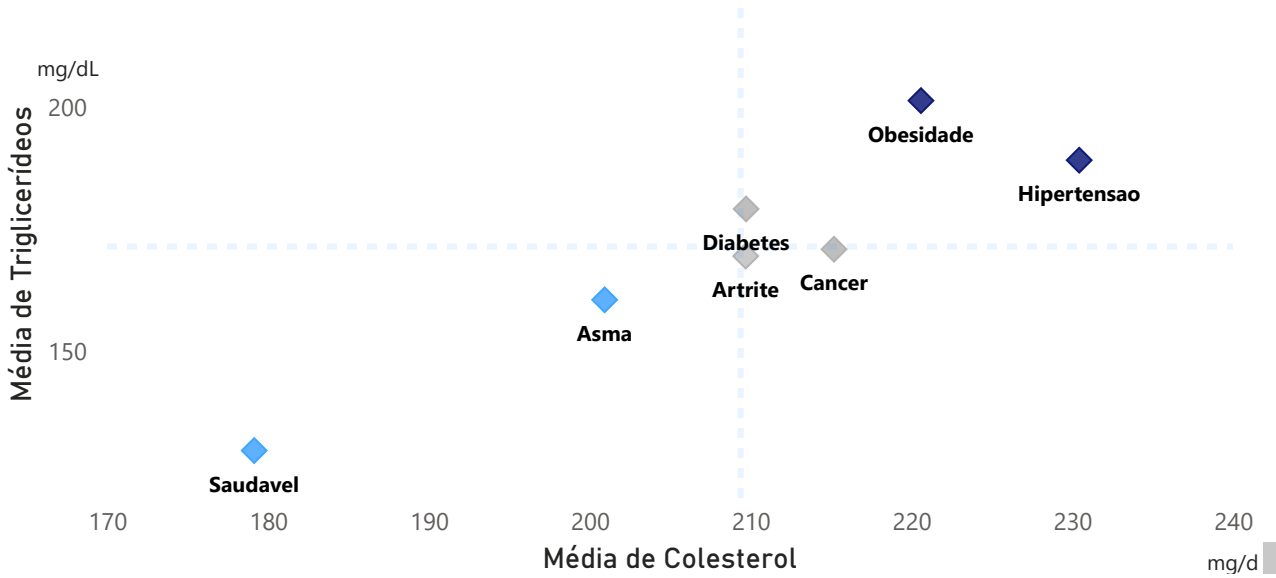 mg/dL
200
Média de Triglicerídeos
Obesidade
Hipertensao
Diabetes
Artrite
Cancer
Asma
150
Saudavel
170 180 190 200 210 220 230 240
Média de Colesterol
mg/d